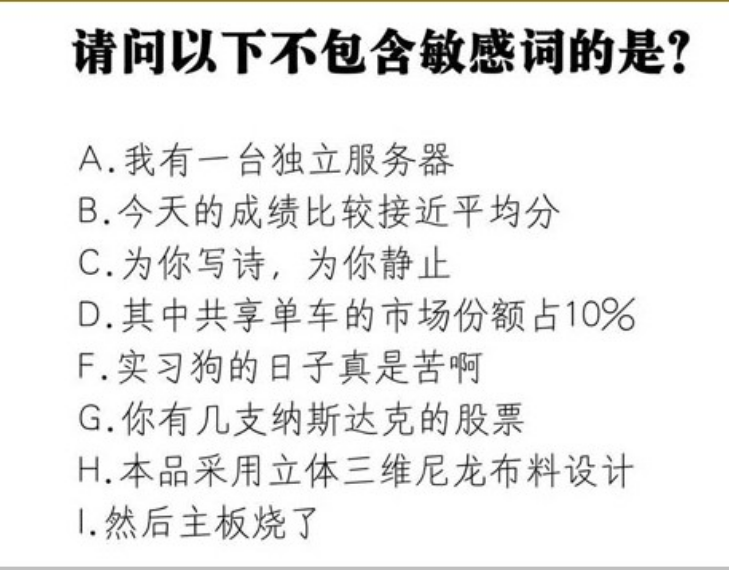 请问以下不包含敏感词的是?
A.我有一台独立服务器
B.今天的成绩比较接近平均分
C.为你写诗，为你静止
D.其中共享单车的市场份额占10%
F.实习狗的日子真是苦啊
G.你有几支纳斯达克的股票
H.本品采用立体三维尼龙布料设计
I.然后主板烧了